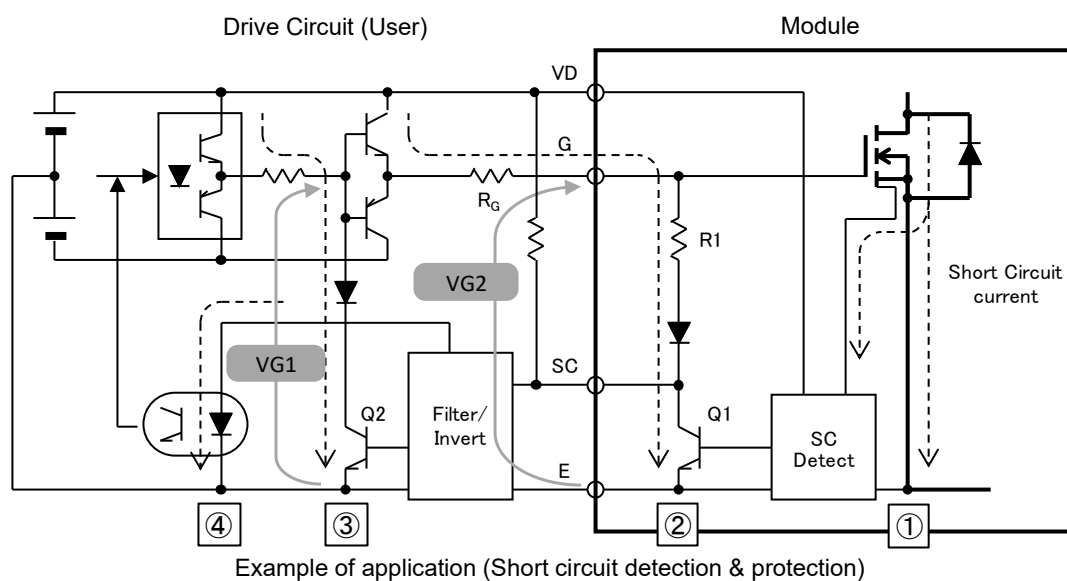 Drive Circuit (User)
Module
VD
G
RG
R1
VG2
Short Circuit
current
SC
VG1
Q2
Filter/
Invert
Q1
SC
Detect
E
④
③
②
①
Example of application (Short circuit detection & protection)